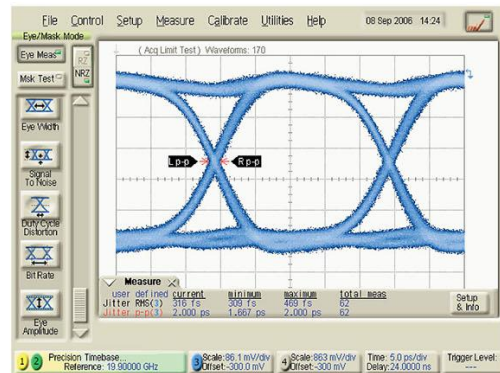 File Control Setup Measure Calibrate Utilities Help 08 Sep 2006 14:24
Eye/Mask Mode
( Acq Limit Test ) Waveforms: 170
Eye Meas
RZ
NRZ
Msk Test
Eye Width
Signal To Noise
Duty Cycle Distortion
Bit Rate
Eye Amplitude
Lp-p Rp-p
Measure
user defined current minimum maximum total meas
Jitter RMS(3) 316 fs 309 fs 469 fs 62
Jitter p-p(3) 2.000 ps 1.667 ps 2.000 ps 62
Setup & Info
1 2 Precision Timebase...
Reference: 19.90000 GHz
3 Scale:86.1 mV/div
Offset:-300.0 mV
4 Scale:863 mV/div
Offset:-300 mV
Time: 5.0 ps/div
Delay:24.0000 ns
Trigger Level:
---